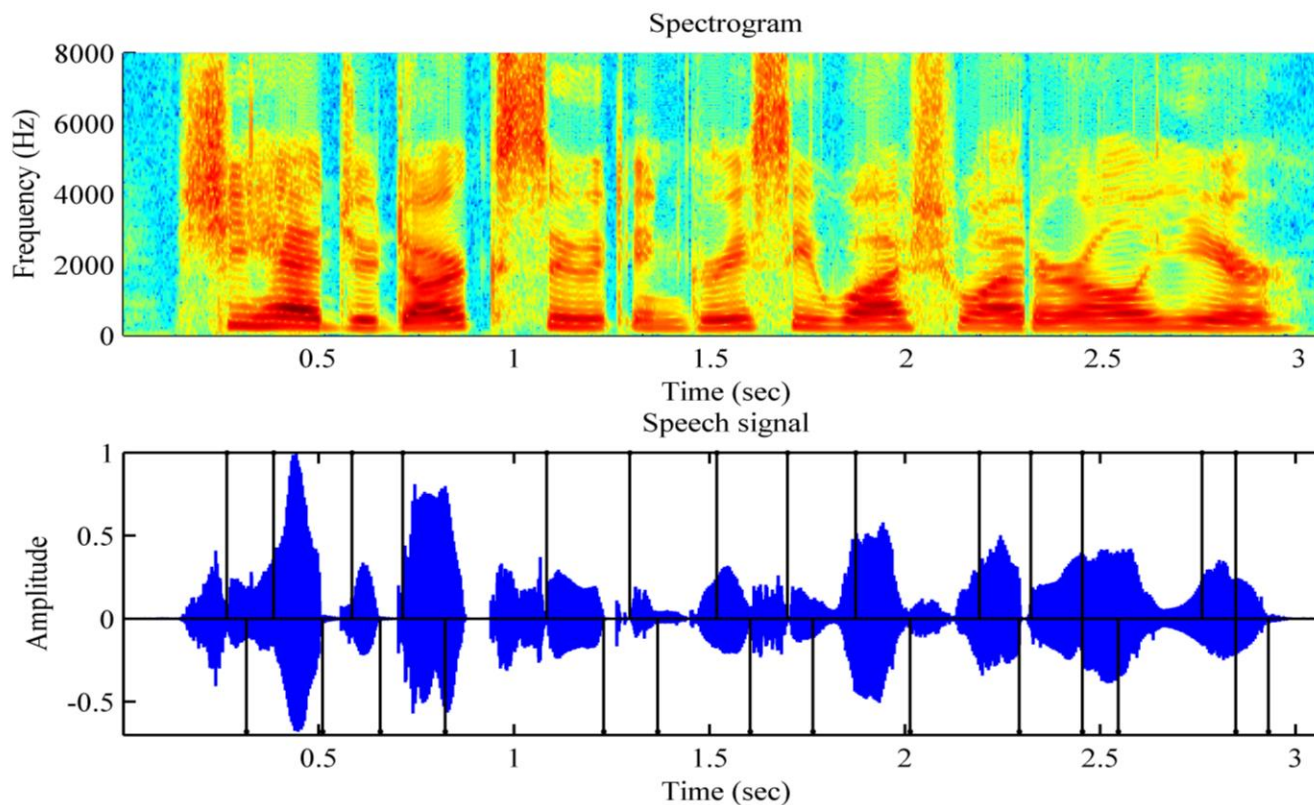 Spectrogram
8000
6000
4000
2000
0
Frequency (Hz)
0.5 1 1.5 2 2.5 3
Time (sec)
Speech signal
1
0.5
0
-0.5
Amplitude
0.5 1 1.5 2 2.5 3
Time (sec)